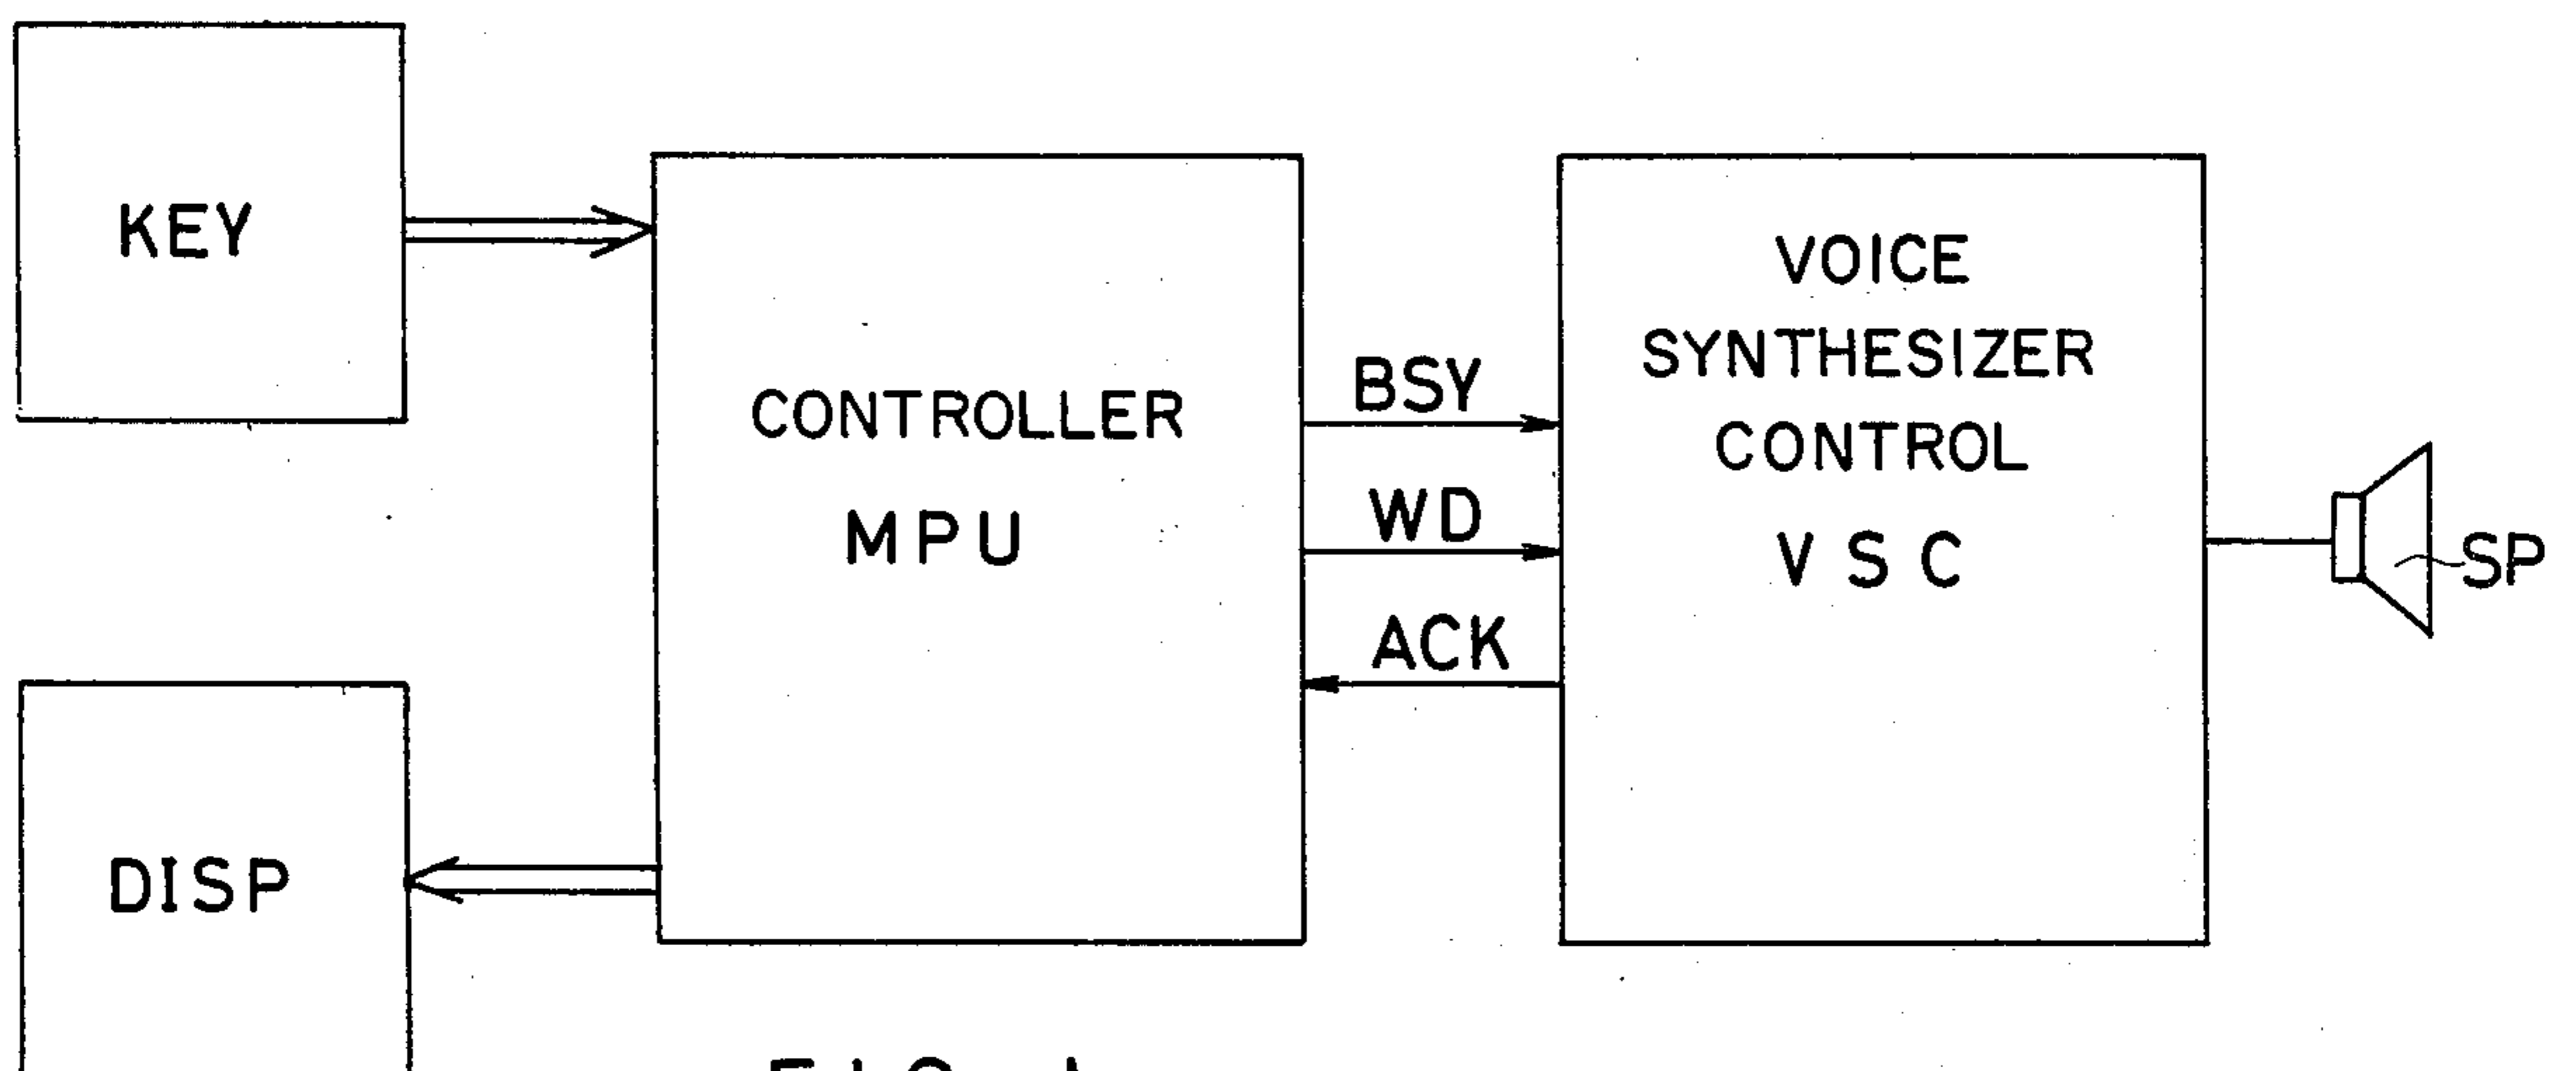 KEY
CONTROLLER
MPU
BSY
WD
ACK
VOICE
SYNTHESIZER
CONTROL
VSC
SP
DISP